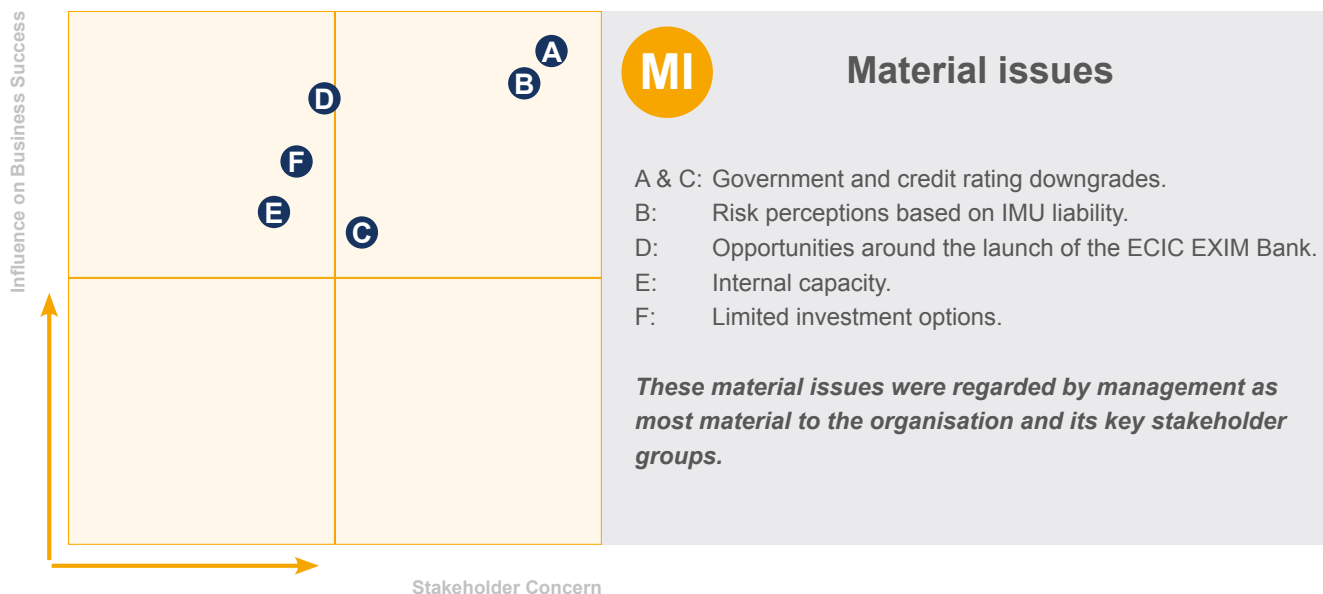 Influence on Business Success
A
B
D
F
E
C
Stakeholder Concern
MI
Material issues
A & C: Government and credit rating downgrades.
B: Risk perceptions based on IMU liability.
D: Opportunities around the launch of the ECIC EXIM Bank.
E: Internal capacity.
F: Limited investment options.
These material issues were regarded by management as
most material to the organisation and its key stakeholder
groups.